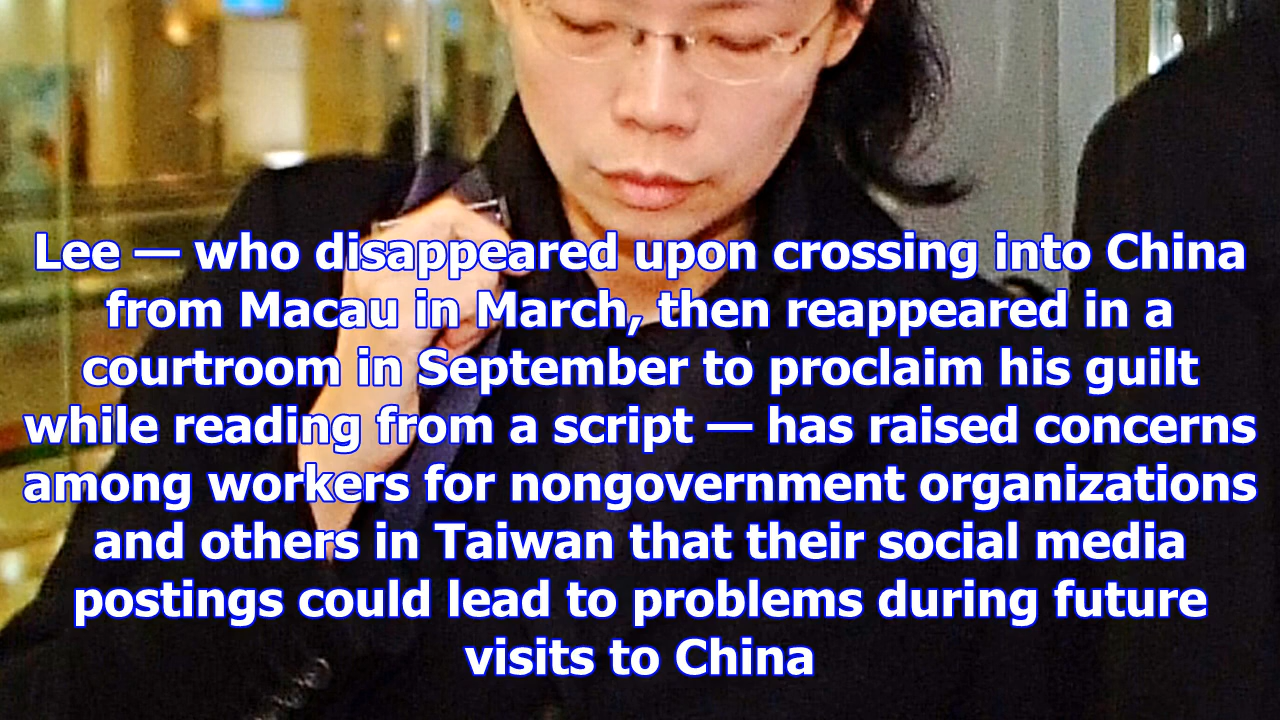 Lee — who disappeared upon crossing into China
from Macau in March, then reappeared in a
courtroom in September to proclaim his guilt
while reading from a script — has raised concerns
among workers for nongovernment organizations
and others in Taiwan that their social media
postings could lead to problems during future
visits to China